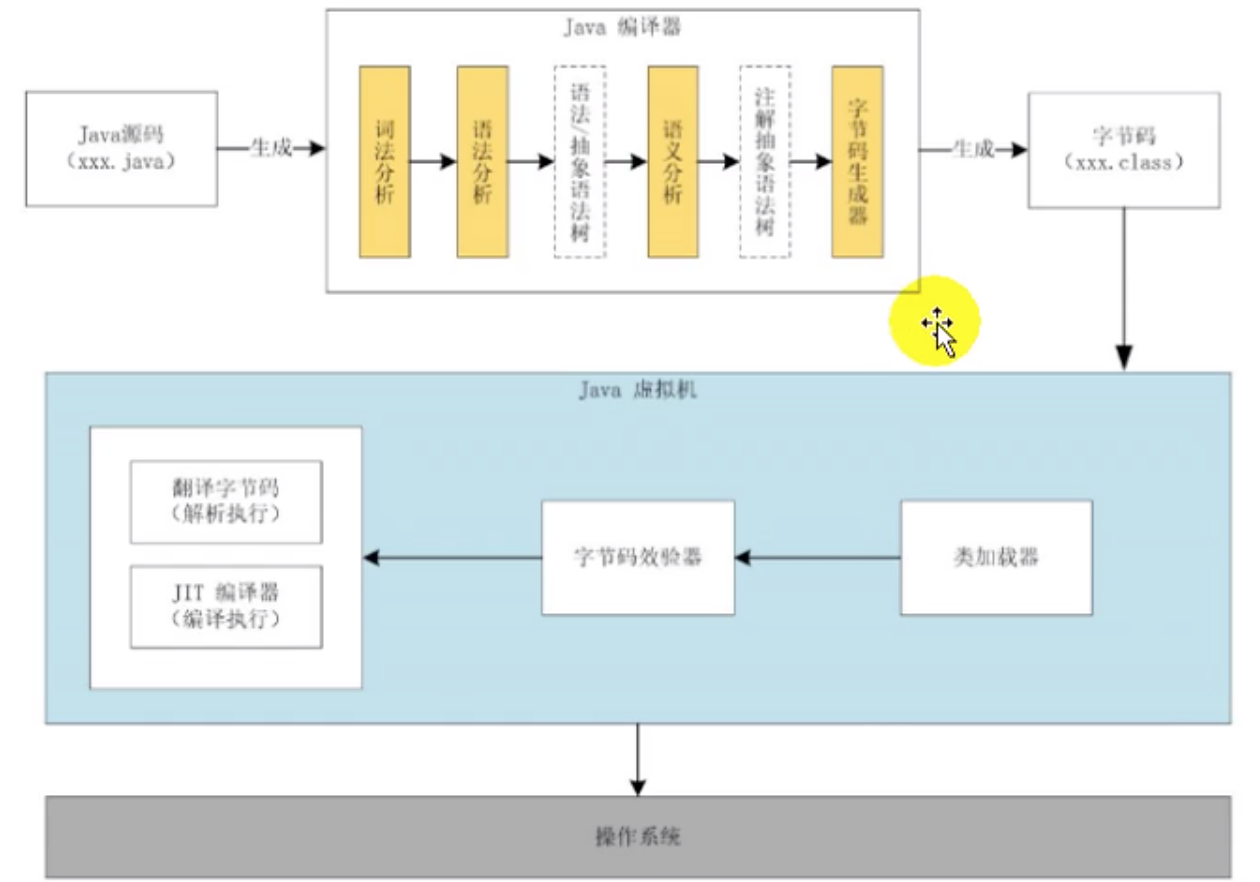 Java 编译器
Java源码
（xxx.java）
生成
词法分析
语法分析
语法/抽象语法树
语义分析
注解抽象语法树
字节码生成器
生成
字节码
（xxx.class）
Java 虚拟机
翻译字节码
（解析执行）
JIT 编译器
（编译执行）
字节码效验器
类加载器
操作系统